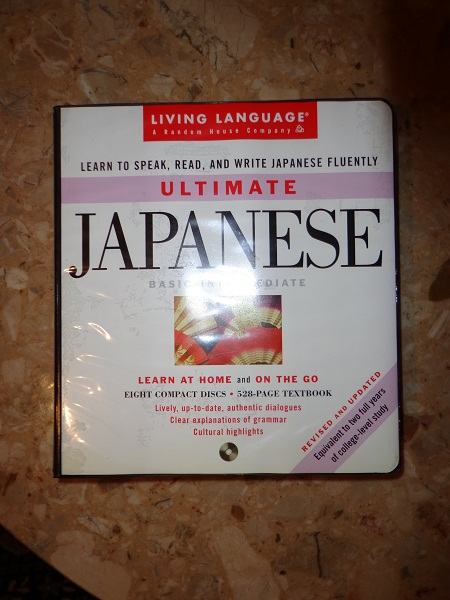 LIVING LANGUAGE®
A Random House Company
LEARN TO SPEAK, READ, AND WRITE JAPANESE FLUENTLY
ULTIMATE
JAPANESE
BASIC-INTERMEDIATE
LEARN AT HOME and ON THE GO
EIGHT COMPACT DISCS • 528-PAGE TEXTBOOK
Lively, up-to-date, authentic dialogues
Clear explanations of grammar
Cultural highlights
REVISED AND UPDATED
Equivalent to two full years
of college-level study